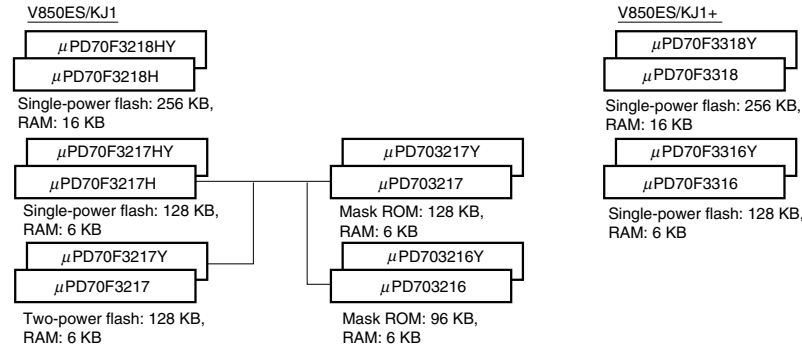 V850ES/KJ1
μPD70F3218HY
μPD70F3218H
Single-power flash: 256 KB,
RAM: 16 KB
μPD70F3217HY
μPD70F3217H
Single-power flash: 128 KB,
RAM: 6 KB
μPD70F3217Y
μPD70F3217
Two-power flash: 128 KB,
RAM: 6 KB
μPD703217Y
μPD703217
Mask ROM: 128 KB,
RAM: 6 KB
μPD703216Y
μPD703216
Mask ROM: 96 KB,
RAM: 6 KB
V850ES/KJ1+
μPD70F3318Y
μPD70F3318
Single-power flash: 256 KB,
RAM: 16 KB
μPD70F3316Y
μPD70F3316
Single-power flash: 128 KB,
RAM: 6 KB